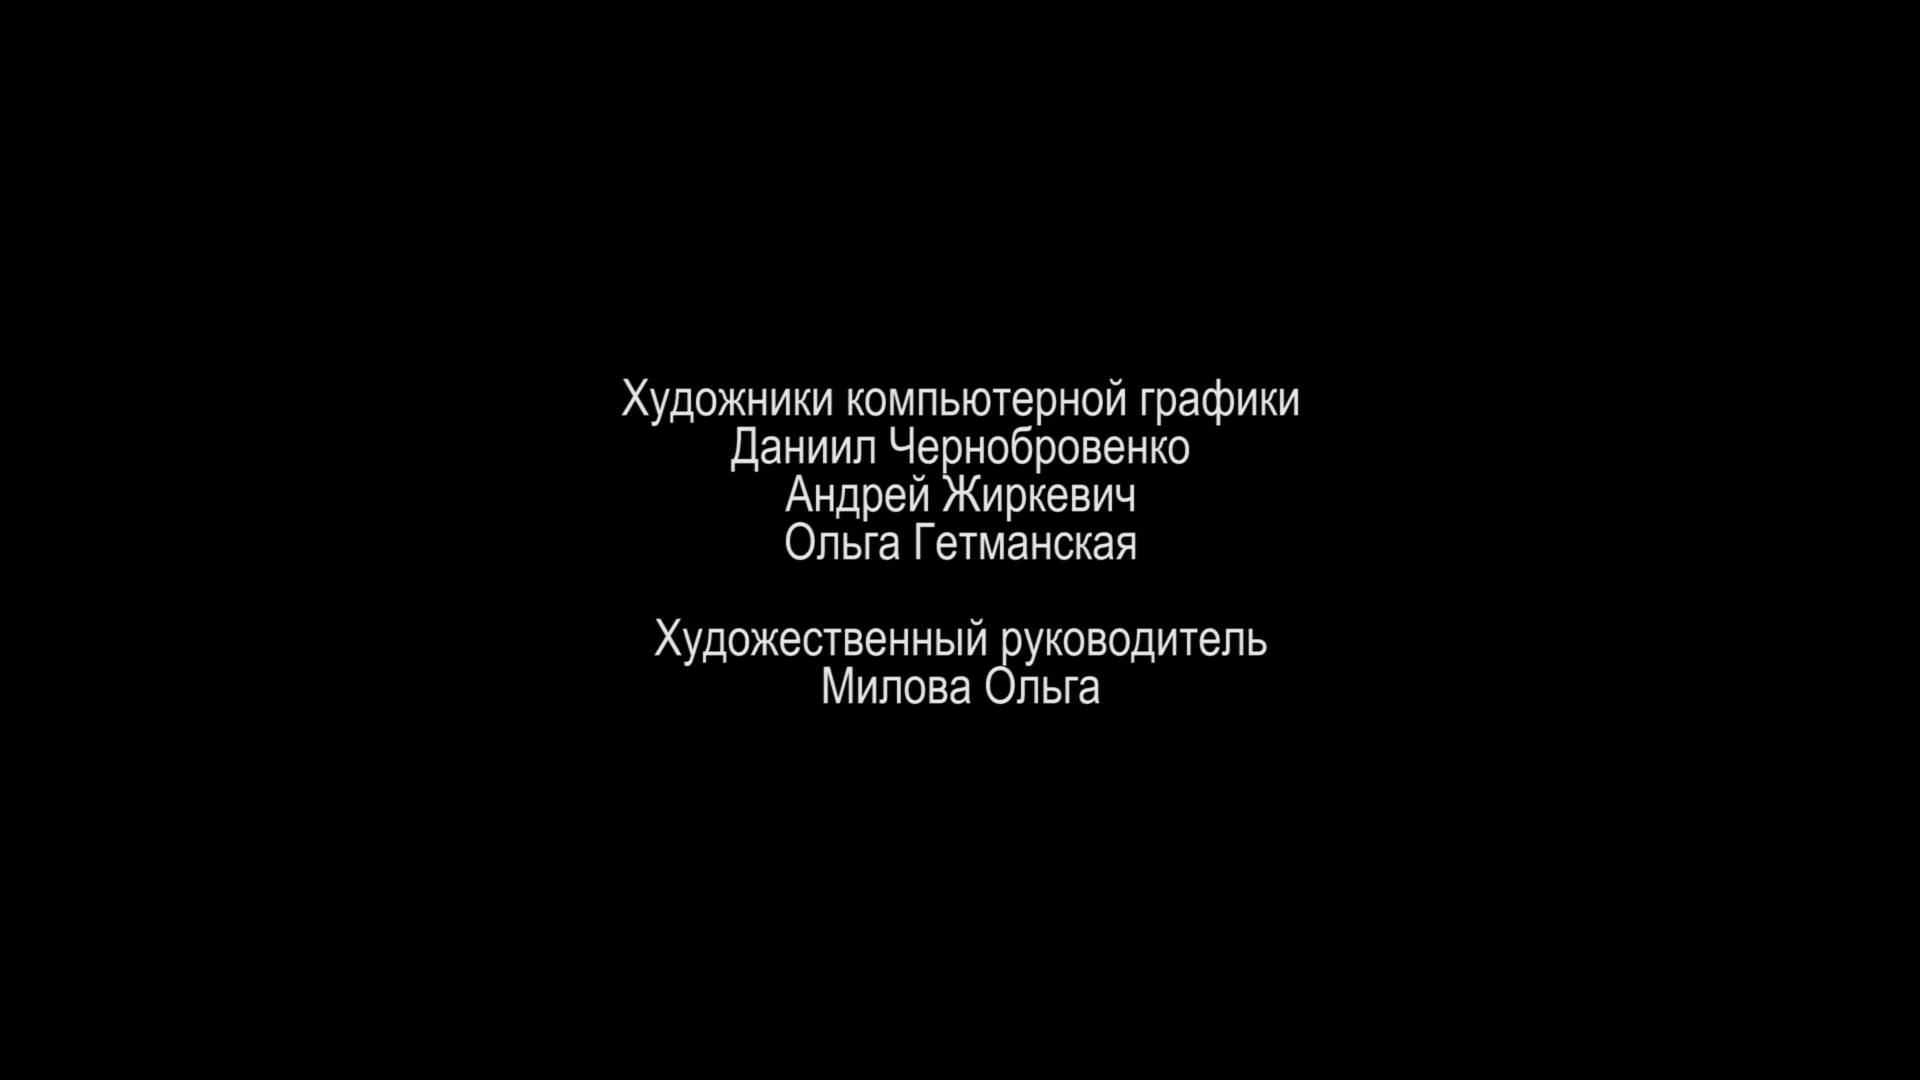 Художники компьютерной графики
Даниил Чернобровенко
Андрей Жиркевич
Ольга Гетманская
Художественный руководитель
Милова Ольга